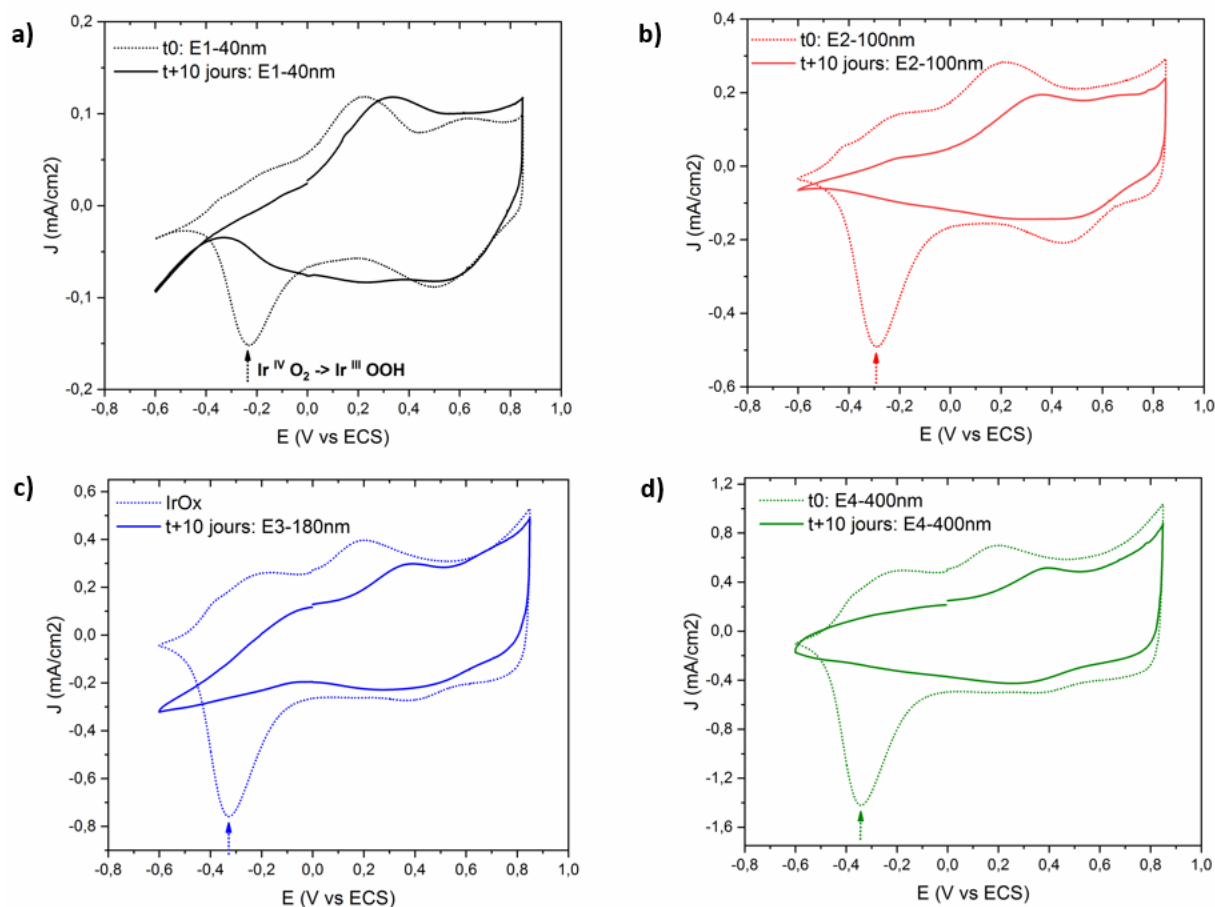 a)
0,2
t0: E1-40nm
t+10 jours: E1-40nm
0,1
0,0
-0,1
-0,2
J (mA/cm2)
Ir IV O2 -> Ir III OOH
-0,6 -0,4 -0,2 0,0 0,2 0,4 0,6 0,8 1,0
E (V vs ECS)
b)
0,4
t0: E2-100nm
t+10 jours: E2-100nm
0,2
0,0
-0,2
-0,4
-0,6
J (mA/cm2)
-0,6 -0,4 -0,2 0,0 0,2 0,4 0,6 0,8 1,0
E (V vs ECS)
c)
0,6
IrOx
t+10 jours: E3-180nm
0,4
0,2
0,0
-0,2
-0,4
-0,6
-0,8
J (mA/cm2)
-0,6 -0,4 -0,2 0,0 0,2 0,4 0,6 0,8 1,0
E (V vs ECS)
d)
1,2
t0: E4-400nm
t+10 jours: E4-400nm
0,8
0,4
0,0
-0,4
-0,8
-1,2
-1,6
J (mA/cm2)
-0,6 -0,4 -0,2 0,0 0,2 0,4 0,6 0,8 1,0
E (V vs ECS)